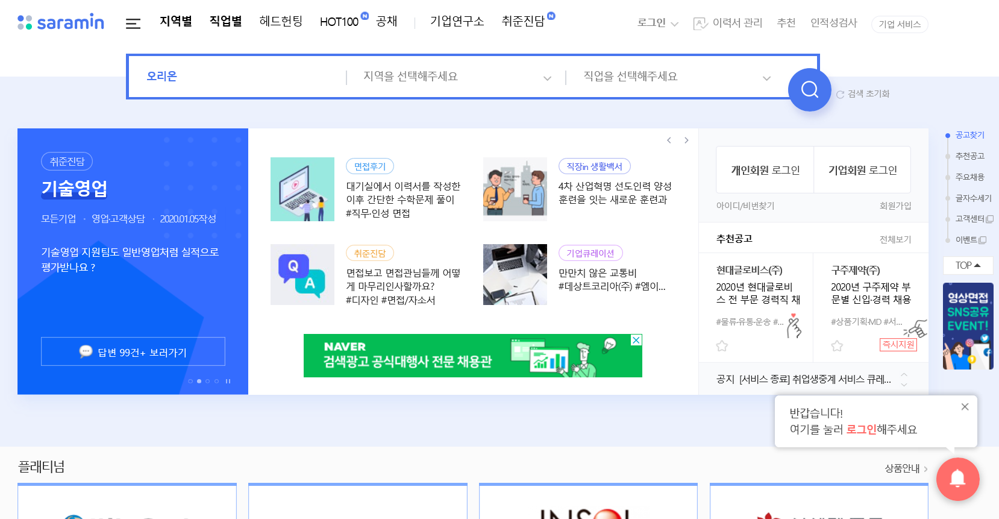 saramin
지역별
직업별
헤드헌팅
HOT100
N
공채
기업연구소
취준진담
N
로그인
이력서 관리
추천
인적성검사
기업 서비스
오리온
지역을 선택해주세요
직업을 선택해주세요
검색 초기화
취준진담
기술영업
모든기업 · 영업·고객상담 · 2020.01.05작성
기술영업 지원팀도 일반영업처럼 실적으로
평가받나요 ?
답변 99건+ 보러가기
면접후기
대기실에서 이력서를 작성한
이후 간단한 수학문제 풀이
#직무·인성 면접
직장in 생활백서
4차 산업혁명 선도인력 양성
훈련을 잇는 새로운 훈련과
Q
A
취준진담
면접보고 면접관님들께 어떻
게 마무리인사할까요?
#디자인 #면접/자소서
기업큐레이션
만만치 않은 교통비
#데상트코리아(주) #엠이...
NAVER
검색광고 공식대행사 전문 채용관
개인회원 로그인
기업회원 로그인
아이디/비번찾기
회원가입
추천공고
전체보기
현대글로비스(주)
2020년 현대글로비
스 전 부문 경력직 채
#물류·유통·운송 #...
구주제약(주)
2020년 구주제약 부
문별 신입·경력 채용
#상품기획·MD #서...
즉시지원
공지 [서비스 종료] 취업생중계 서비스 큐레...
공고찾기
추천공고
주요채용
글자수세기
고객센터
이벤트
TOP
영상면접
SNS공유
EVENT!
반갑습니다!
여기를 눌러 로그인해주세요
플래티넘
상품안내